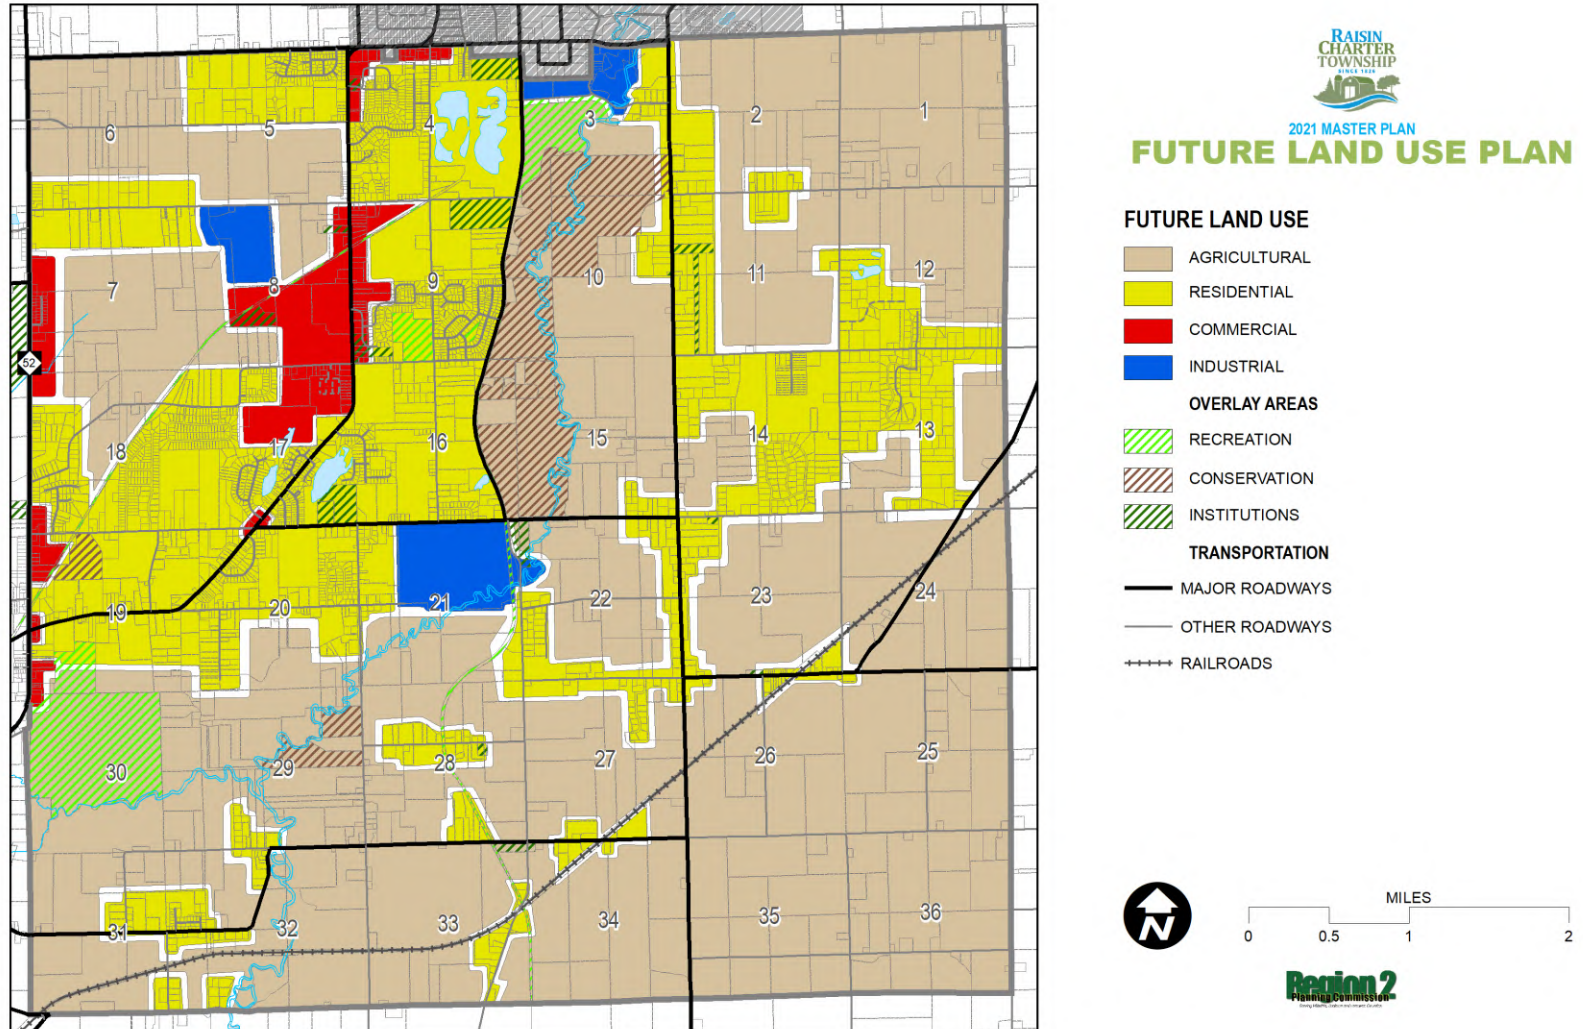 RAISIN
CHARTER
TOWNSHIP
2021 MASTER PLAN
FUTURE LAND USE PLAN
FUTURE LAND USE
AGRICULTURAL
RESIDENTIAL
COMMERCIAL
INDUSTRIAL
OVERLAY AREAS
RECREATION
CONSERVATION
INSTITUTIONS
TRANSPORTATION
MAJOR ROADWAYS
OTHER ROADWAYS
RAILROADS
N
MILES
0 0.5 1 2
Region 2
Planning Commission
6 5 4 3 2 1
7 8 9 10 11 12
52
18 17 16 15 14 13
19 20 21 22 23 24
30 29 28 27 26 25
31 32 33 34 35 36